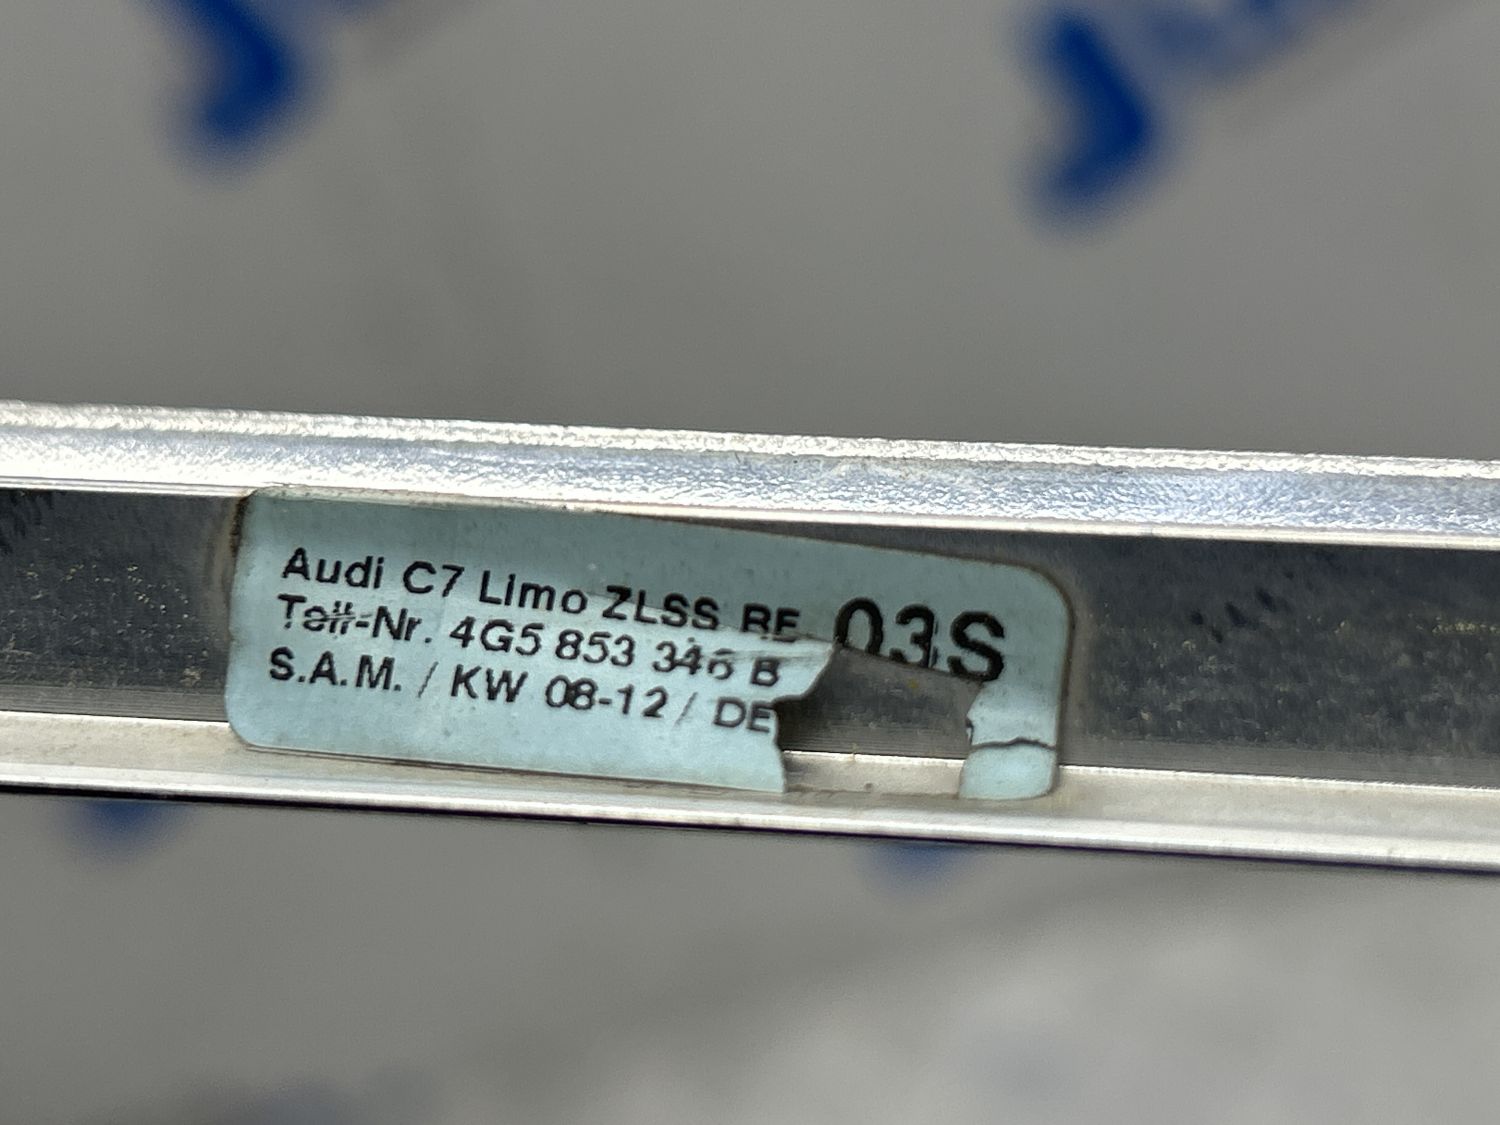 Audi C7 Limo ZLSS RE 03S
Teil-Nr. 4G5 853 346 B
S.A.M. / KW 08-12 / DE